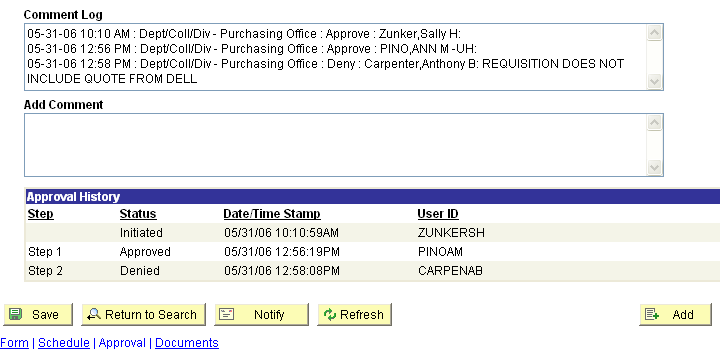 Comment Log
05-31-06 10:10 AM : Dept/Coll/Div - Purchasing Office : Approve : Zunker,Sally H:
05-31-06 12:56 PM : Dept/Coll/Div - Purchasing Office : Approve : PINO,ANN M -UH:
05-31-06 12:58 PM : Dept/Coll/Div - Purchasing Office : Deny : Carpenter,Anthony B: REQUISITION DOES NOT
INCLUDE QUOTE FROM DELL
Add Comment
Approval History
Step Status Date/Time Stamp User ID
Initiated 05/31/06 10:10:59AM ZUNKERSH
Step 1 Approved 05/31/06 12:56:19PM PINOAM
Step 2 Denied 05/31/06 12:58:08PM CARPENAB
Save Return to Search Notify Refresh Add
Form | Schedule | Approval | Documents